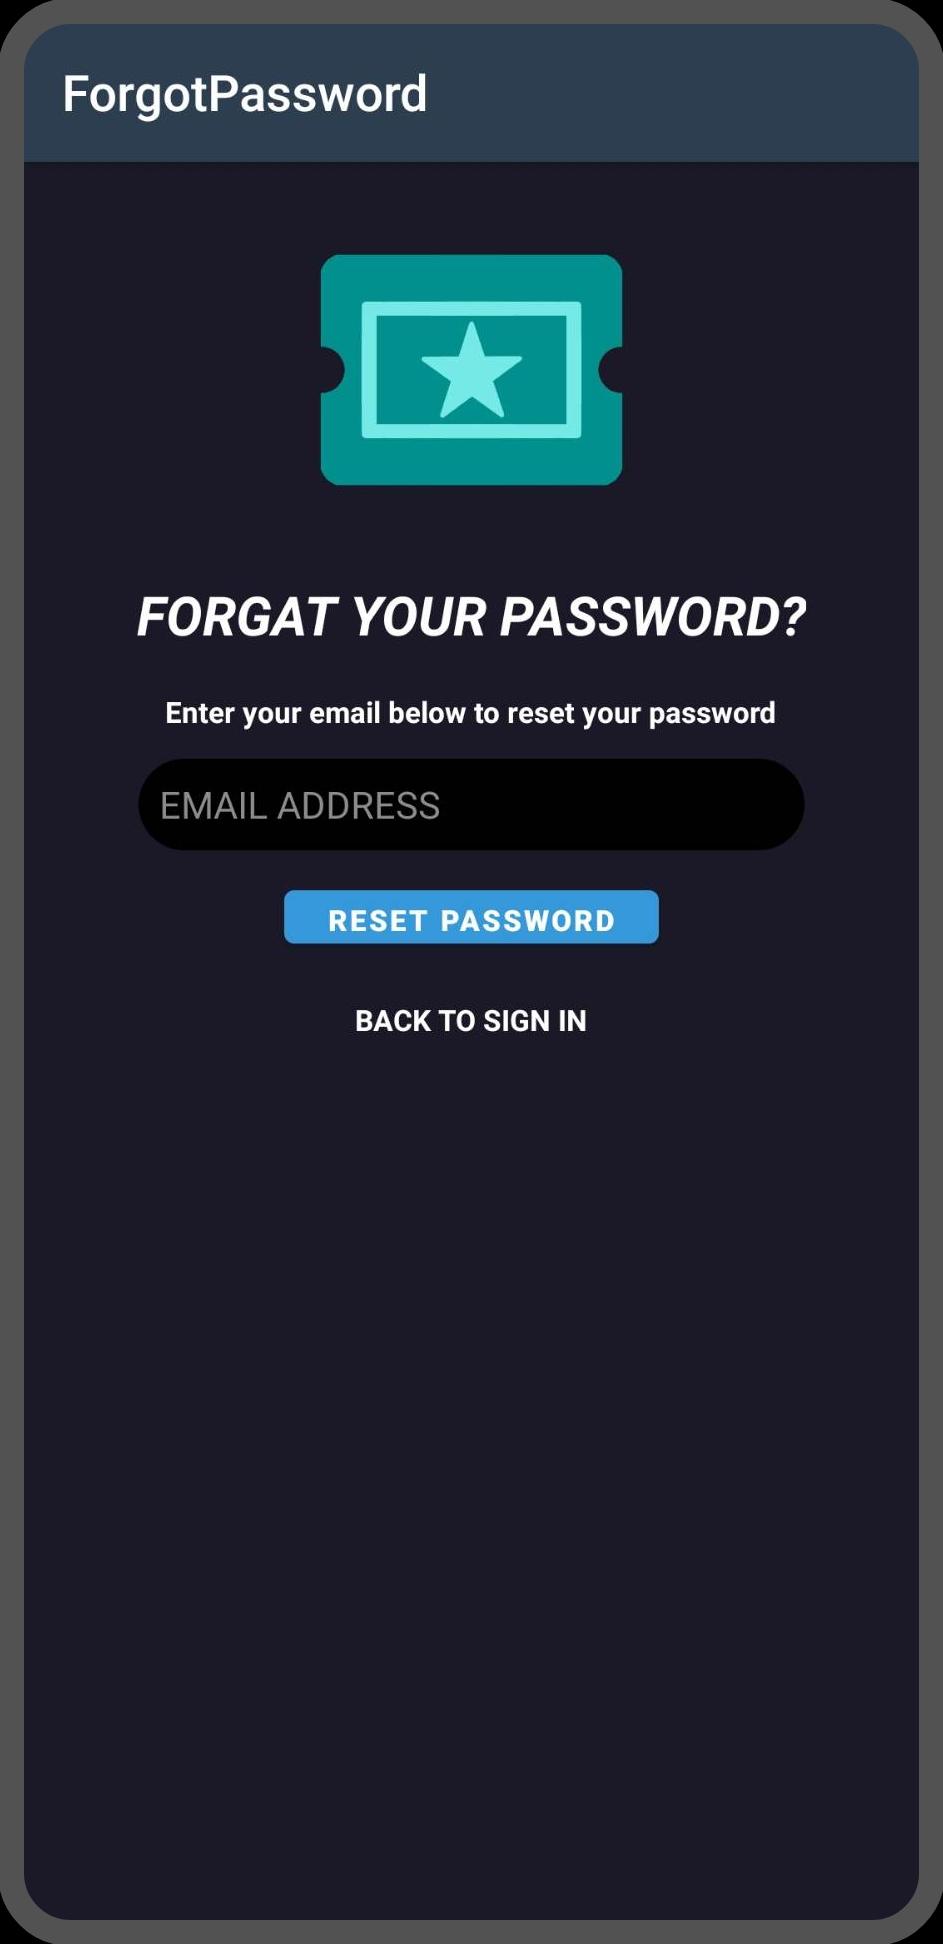 ForgotPassword
FORGAT YOUR PASSWORD?
Enter your email below to reset your password
EMAIL ADDRESS
RESET PASSWORD
BACK TO SIGN IN